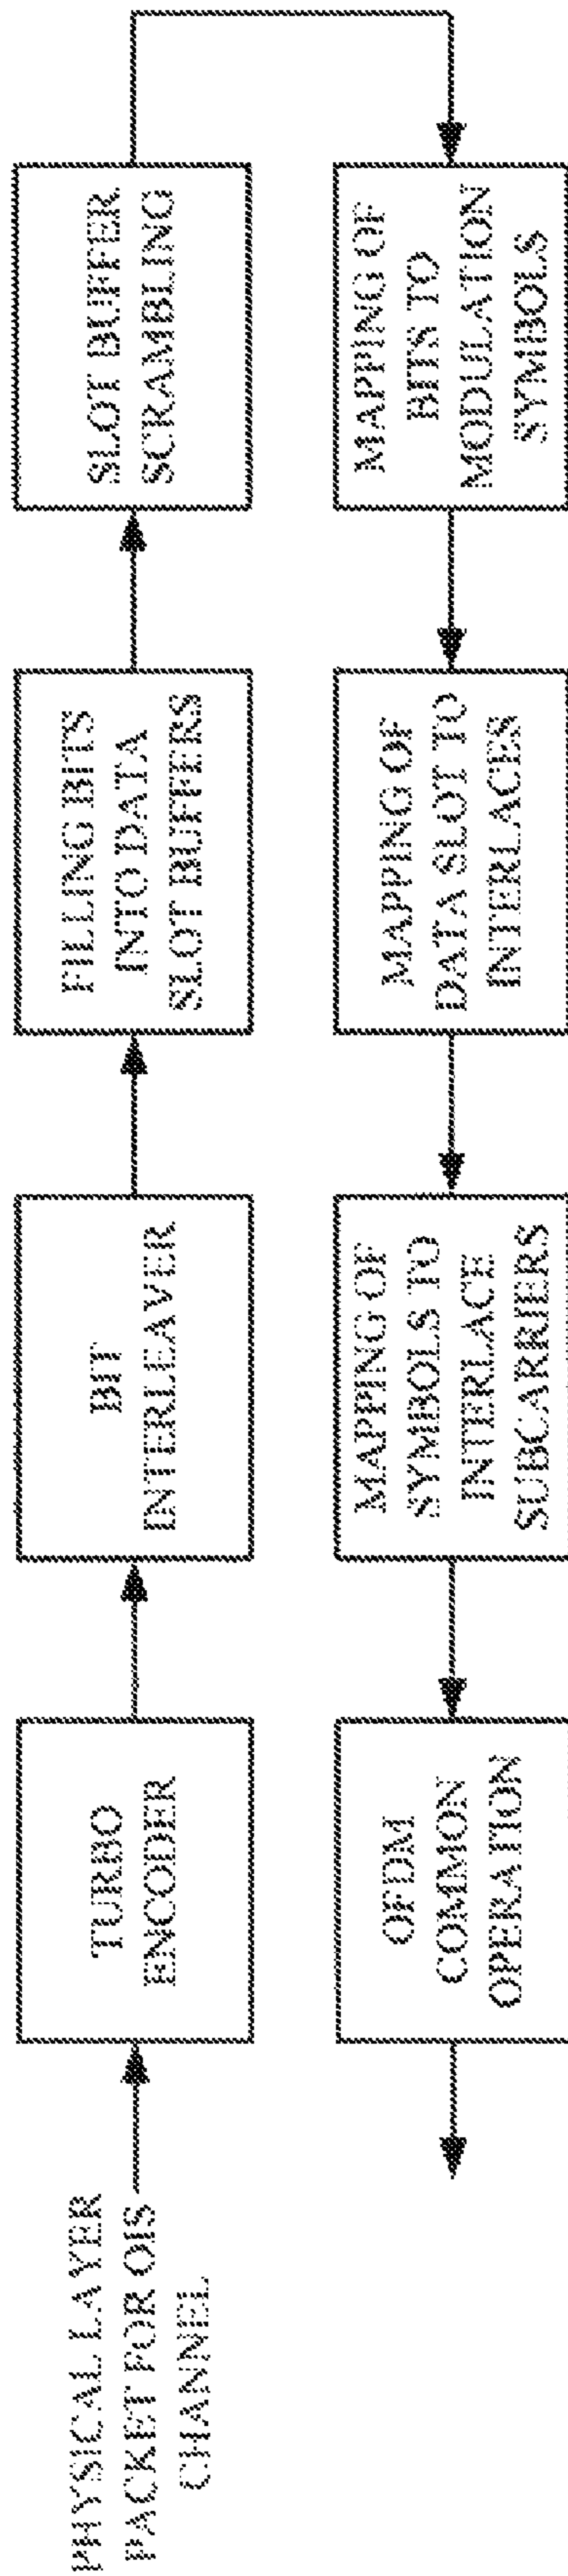 PHYSICAL LAYER
PACKET FOR OIS
CHANNEL
TURBO
ENCODER
BIT
INTERLEAVER
FILLING BITS
INTO DATA
SLOT BUFFERS
SLOT BUFFER
SCRAMBLING
MAPPING OF
BITS TO
MODULATION
SYMBOLS
MAPPING OF
DATA SLOT TO
INTERLACES
MAPPING OF
SYMBOLS TO
INTERLACE
SUBCARRIERS
OFDM
COMMON
OPERATION